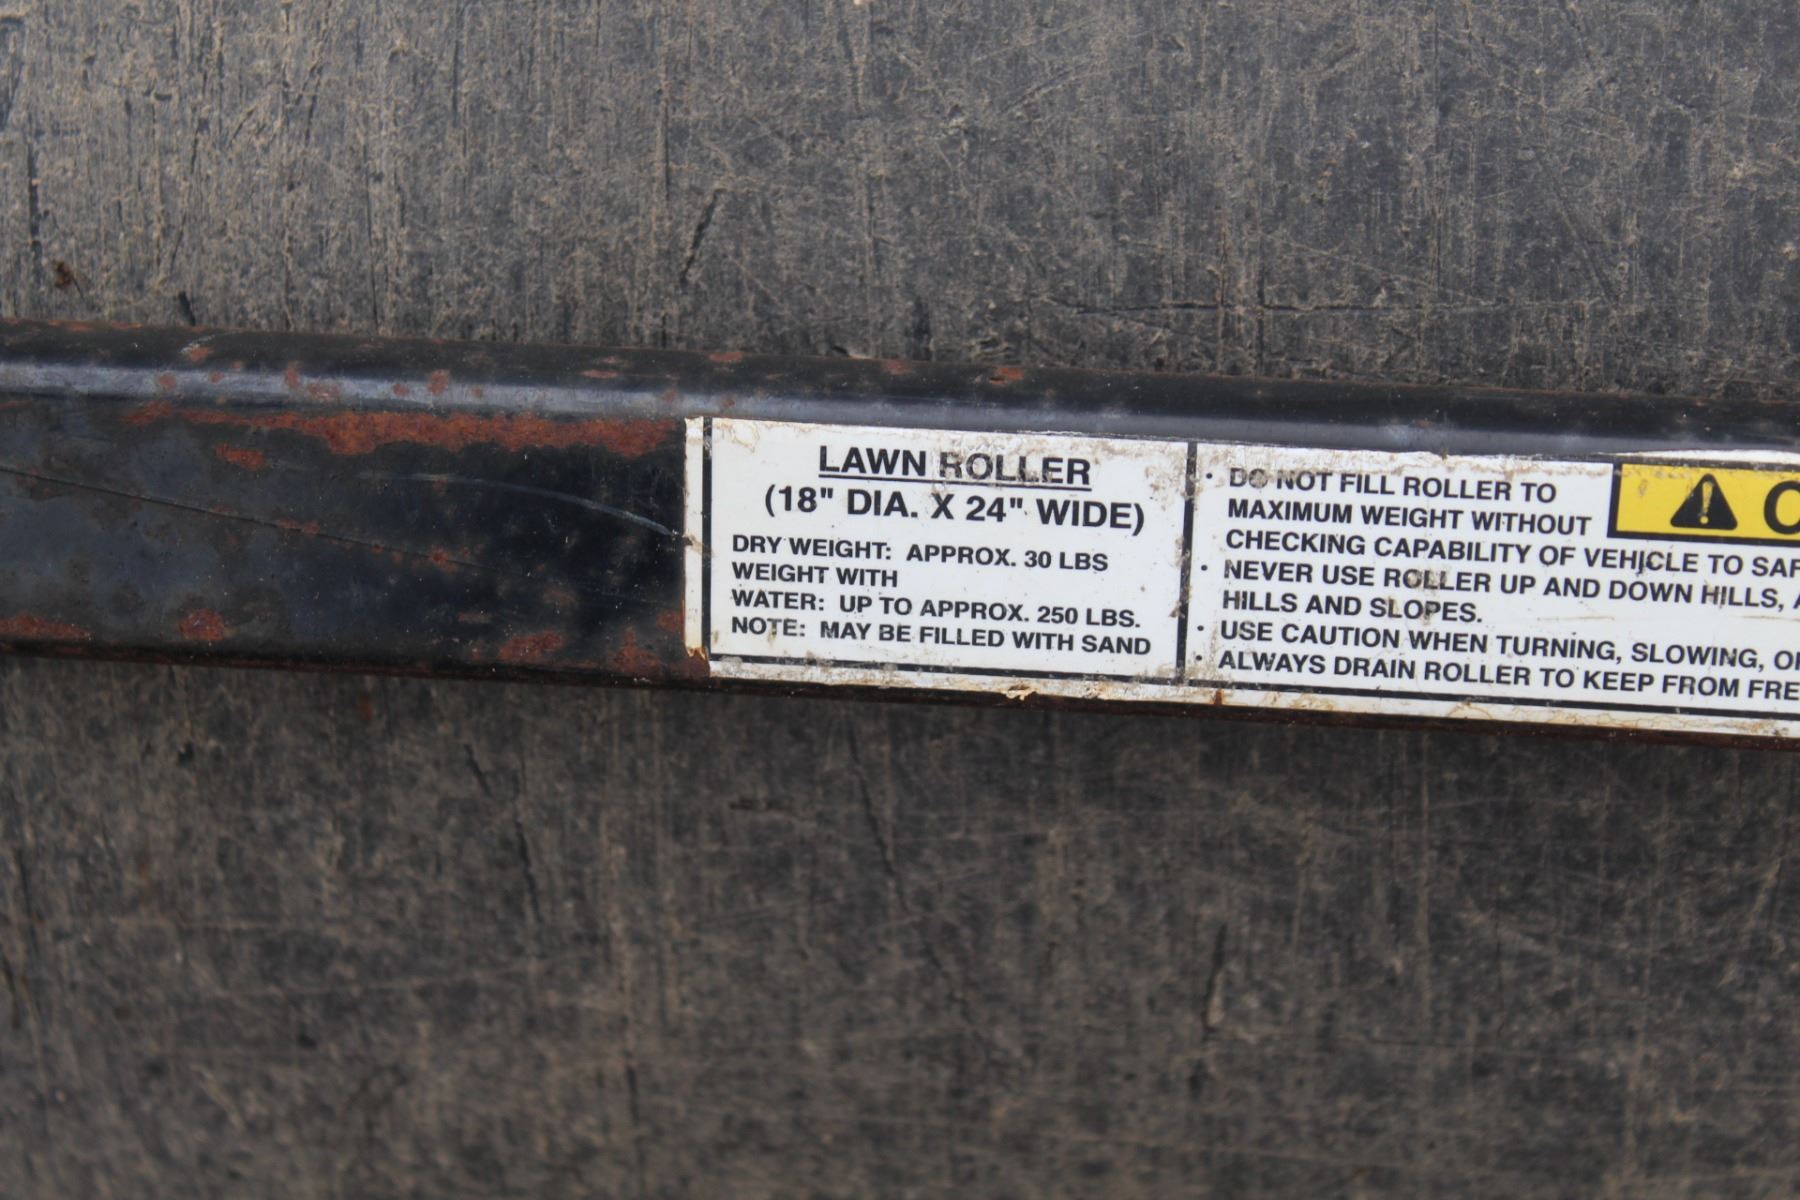 LAWN ROLLER
(18" DIA. X 24" WIDE)
DRY WEIGHT: APPROX. 30 LBS
WEIGHT WITH
WATER: UP TO APPROX. 250 LBS.
NOTE: MAY BE FILLED WITH SAND
• DO NOT FILL ROLLER TO
MAXIMUM WEIGHT WITHOUT
CHECKING CAPABILITY OF VEHICLE TO
• NEVER USE ROLLER UP AND DOWN HILLS,
HILLS AND SLOPES.
• USE CAUTION WHEN TURNING, SLOWING,
• ALWAYS DRAIN ROLLER TO KEEP FROM